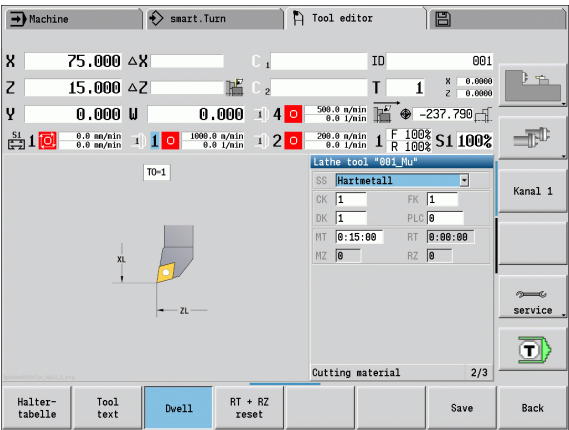 Machine
smart.Turn
Tool editor
X 75.000 ΔX C 1 ID 001
Z 15.000 ΔZ C 2 T 1 X 0.0000
Z 0.0000
Y 0.000 W 0.000 4 500.0 m/min
0.0 1/min -237.790
S1 1 0.0 mm/min
0.0 mm/min 1 1000.0 m/min
0.0 1/min 2 200.0 m/min
0.0 1/min 1 F 100%
R 100% S1 100%
TO=1
XL
ZL
Lathe tool "001_Mu"
SS Hartmetall
CK 1 FK 1
DK 1 PLC 0
MT 0:15:00 RT 0:00:00
MZ 0 RZ 0
Cutting material 2/3
Kanal 1
service
T
Halter-
tabelle
Tool
text
Dwell
RT + RZ
reset
Save
Back